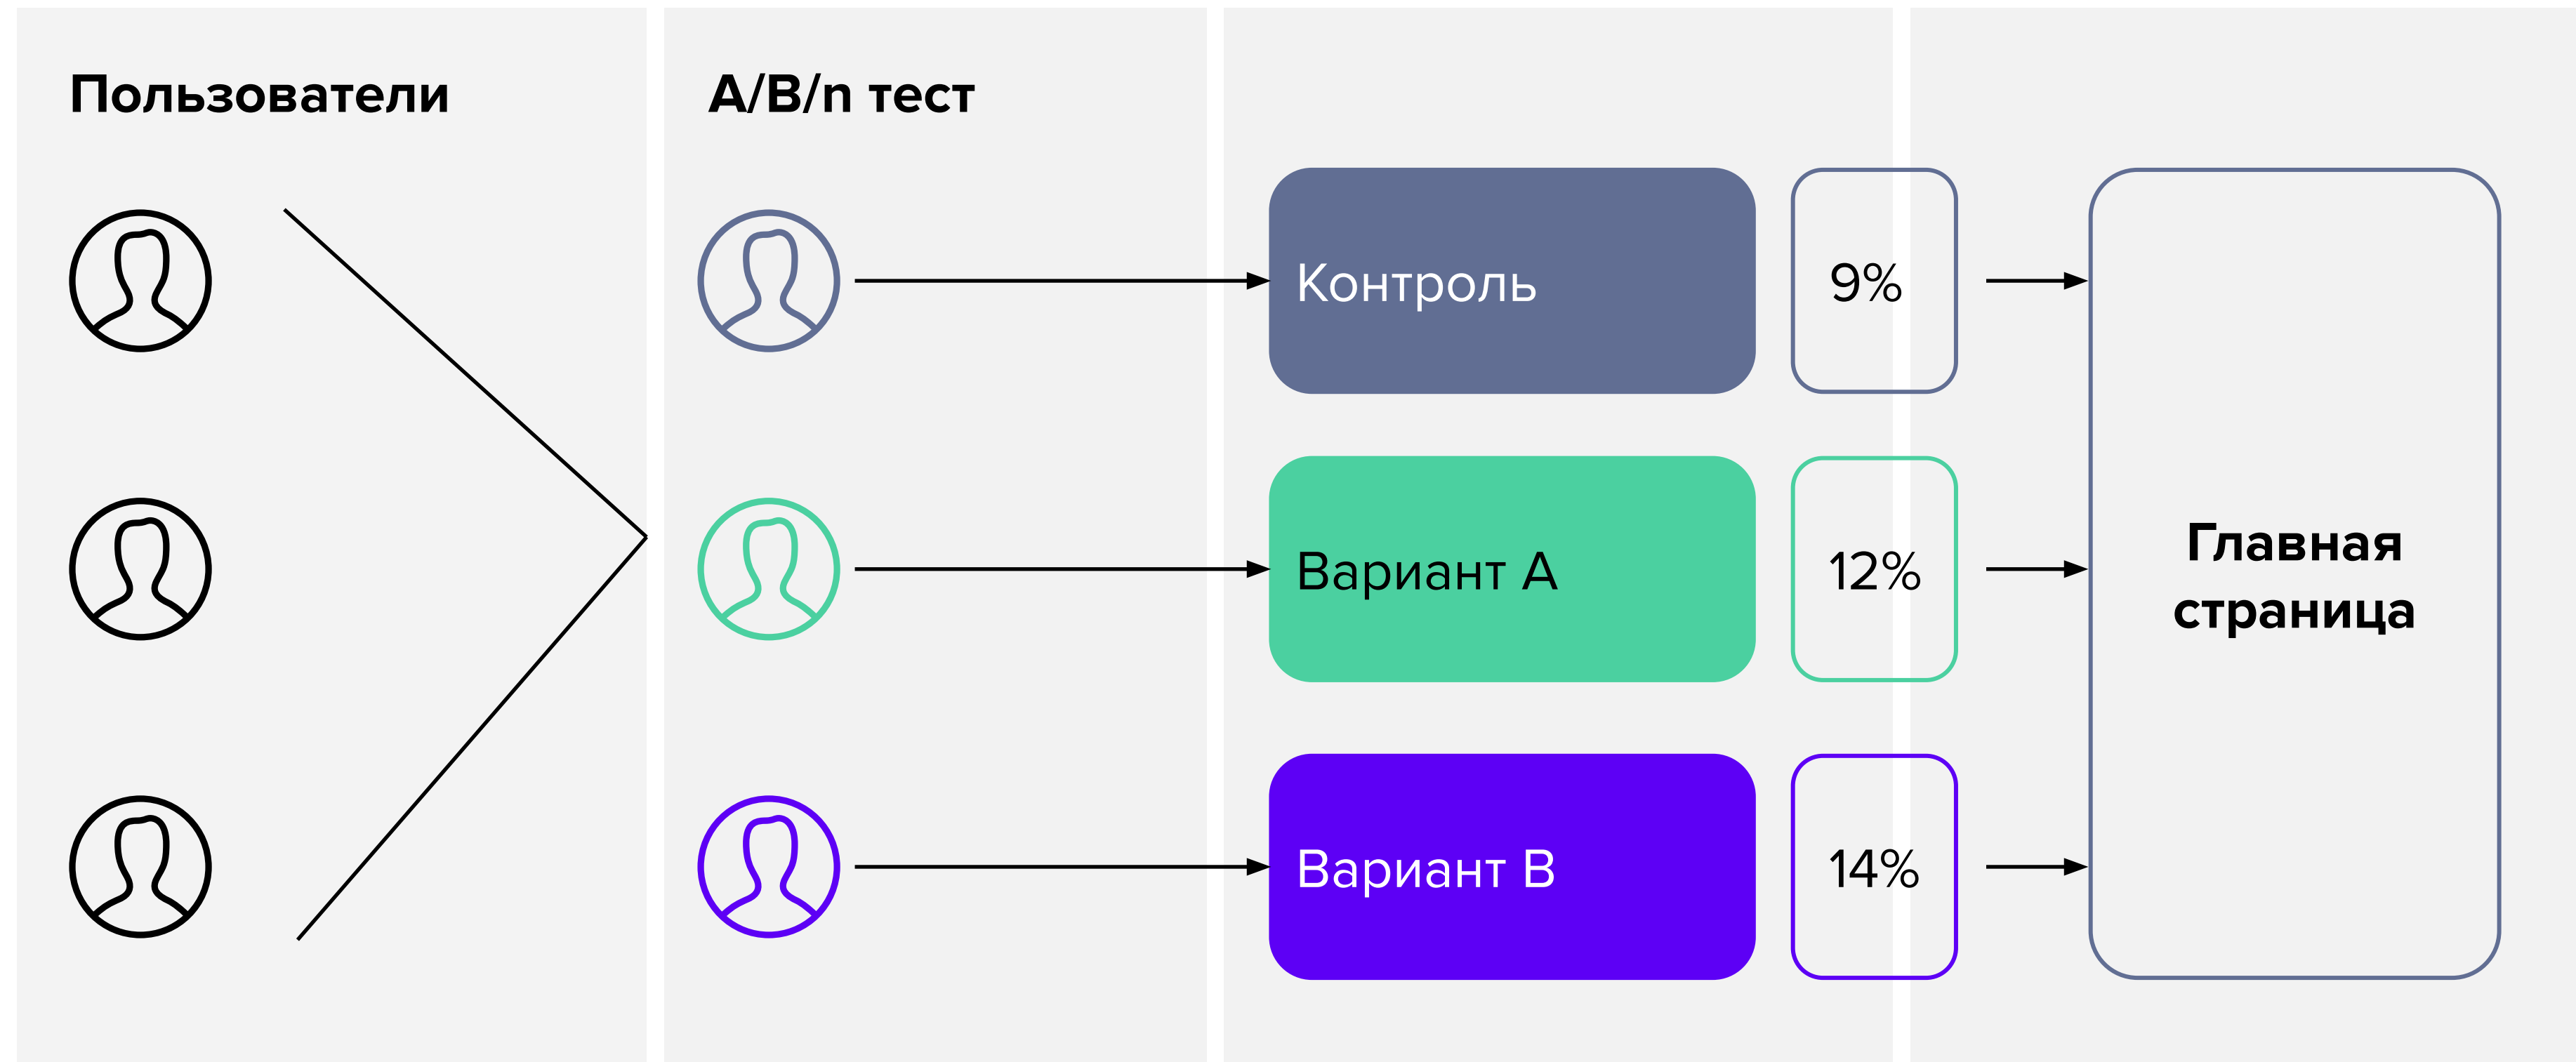 Пользователи
A/B/n тест
Контроль
9%
Вариант A
12%
Вариант B
14%
Главная
страница